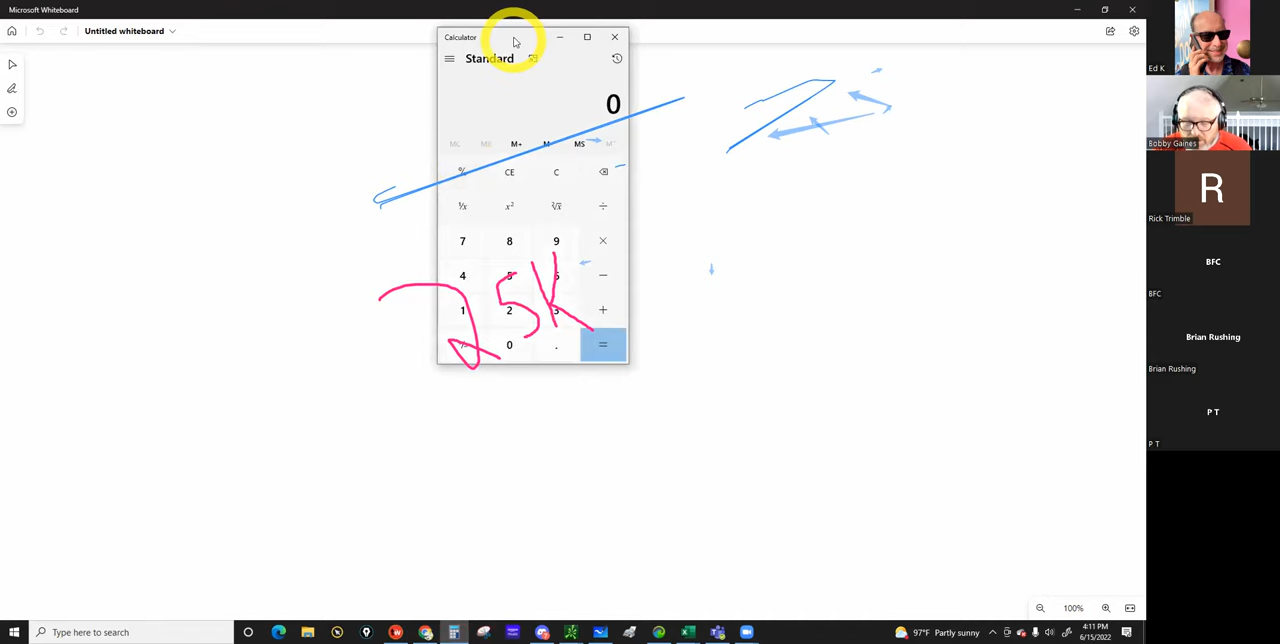 Microsoft Whiteboard
Untitled whiteboard
Calculator
Standard
0
MC MR M+ M- MS M˅
% CE C
¹/x x² ²√x ÷
7 8 9 ×
4 5 6 −
1 2 3 +
0 . =
25K
Ed K
Bobby Gaines
R
Rick Trimble
BFC
BFC
Brian Rushing
Brian Rushing
P T
P T
100%
Type here to search
97°F Partly sunny
4:11 PM
6/15/2022